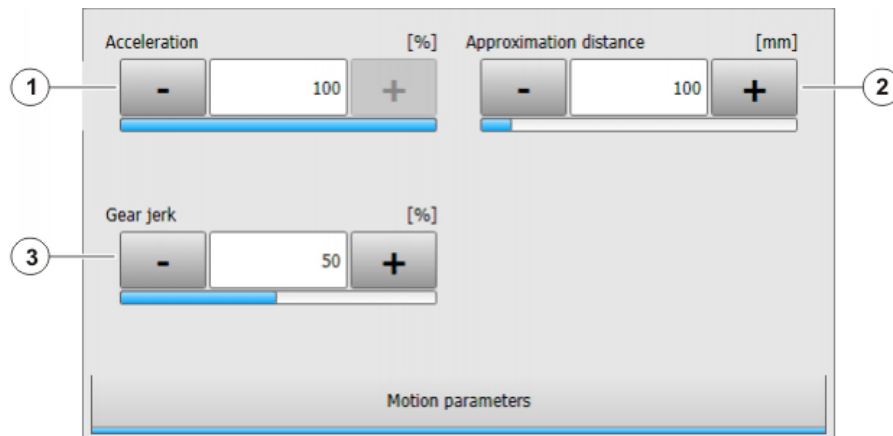 Acceleration [%] Approximation distance [mm]
1 - 100 + - 100 + 2
Gear jerk [%]
3 - 50 +
Motion parameters